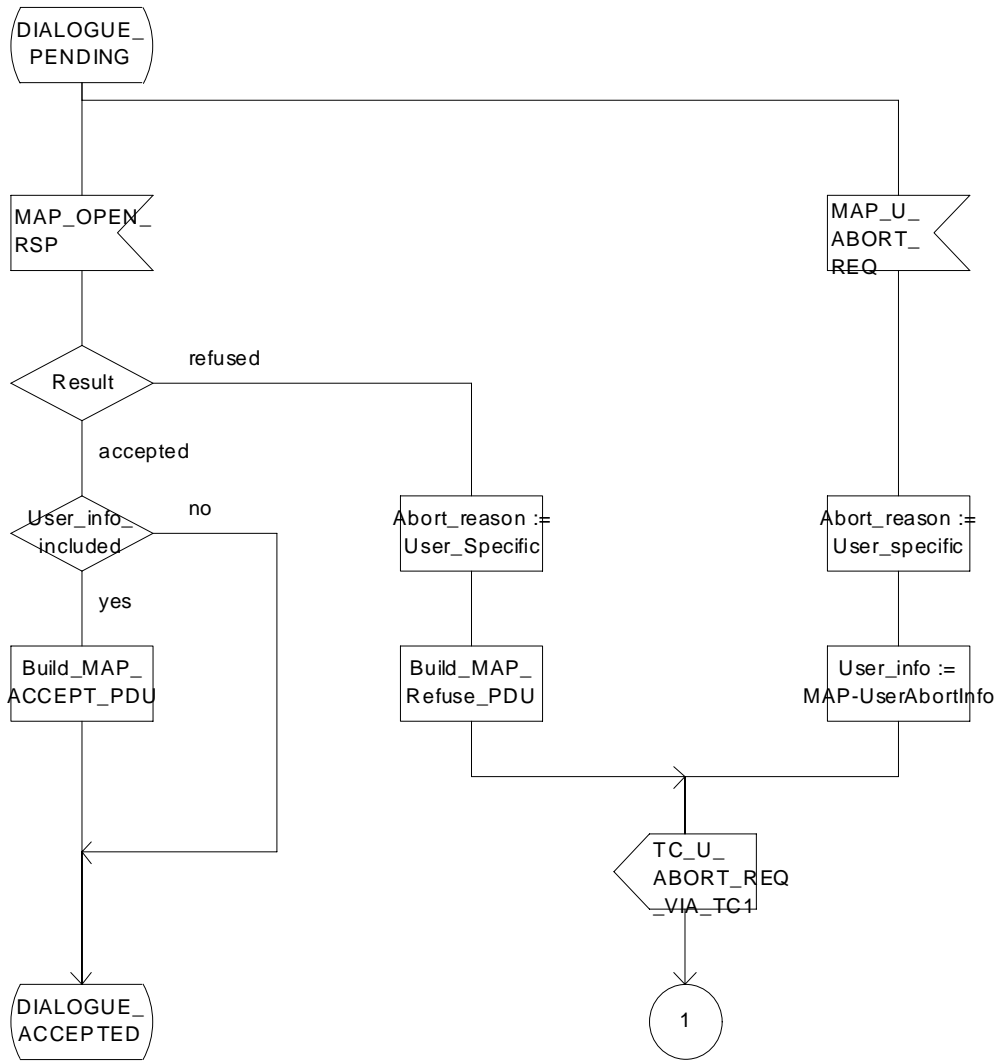 DIALOGUE_
PENDING
MAP_OPEN_
RSP
MAP_U_
ABORT_
REQ
Result
refused
accepted
User_info_
included
no
yes
Abort_reason :=
User_Specific
Abort_reason :=
User_specific
Build_MAP_
ACCEPT_PDU
Build_MAP_
Refuse_PDU
User_info :=
MAP-UserAbortInfo
TC_U_
ABORT_REQ
_VIA_TC1
DIALOGUE_
ACCEPTED
1